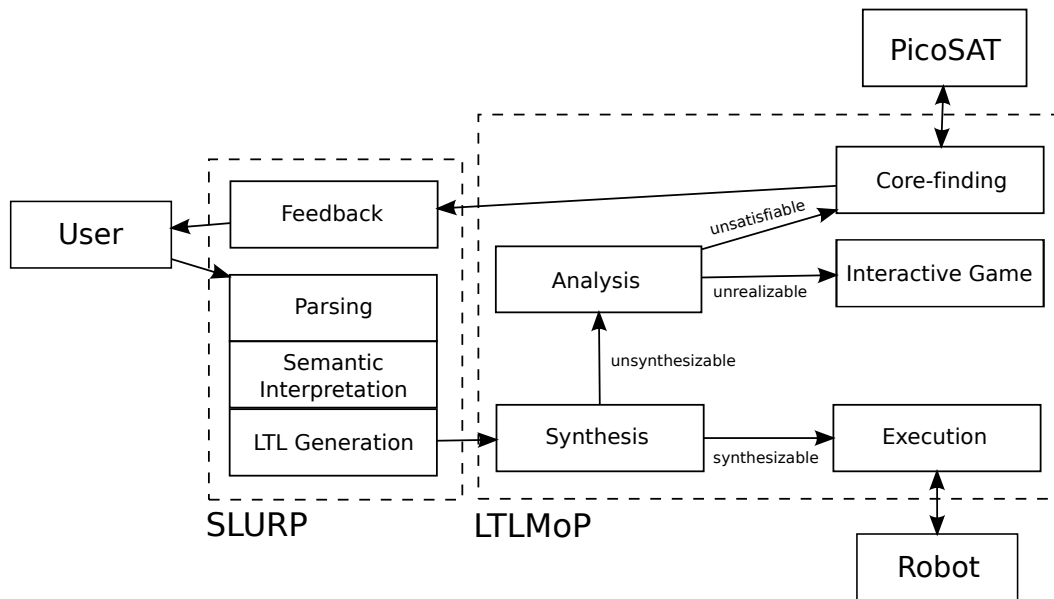 PicoSAT
Core-finding
Feedback
unsatisfiable
User
Analysis
Interactive Game
unrealizable
Parsing
unsynthesizable
Semantic
Interpretation
LTL Generation
Synthesis
Execution
synthesizable
SLURP
LTLMoP
Robot